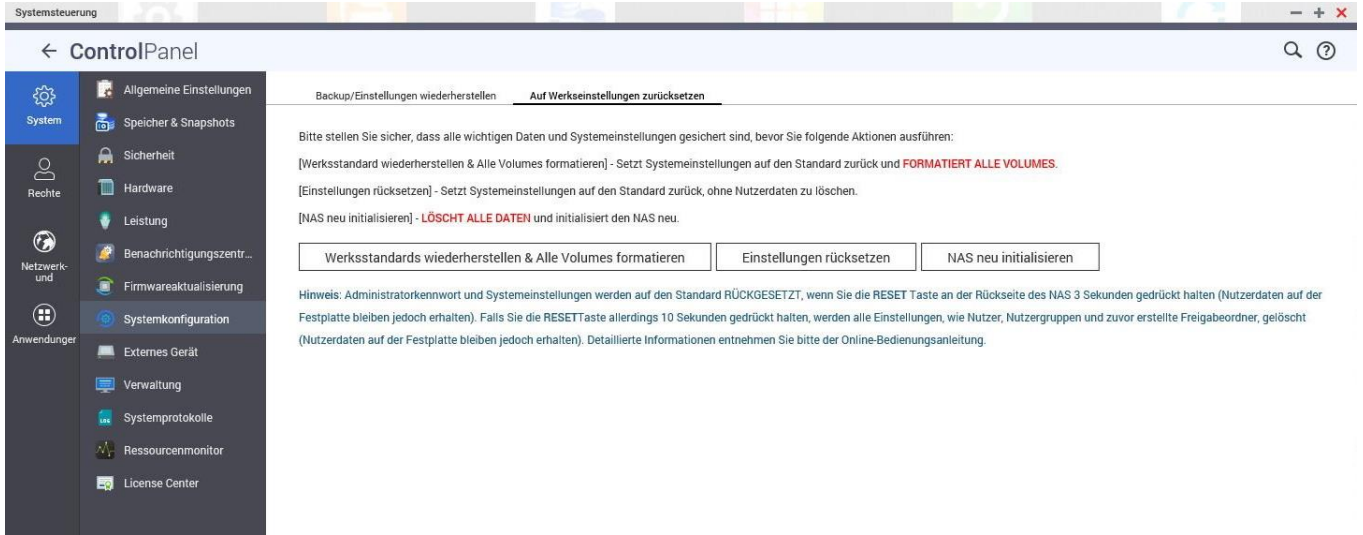 Systemsteuerung
ControlPanel
System
Rechte
Netzwerk-
und
Anwendunger
Allgemeine Einstellungen
Speicher & Snapshots
Sicherheit
Hardware
Leistung
Benachrichtigungszentr...
Firmwareaktualisierung
Systemkonfiguration
Externes Gerät
Verwaltung
LOG
Systemprotokolle
Ressourcenmonitor
License Center
Backup/Einstellungen wiederherstellen
Auf Werkseinstellungen zurücksetzen
Bitte stellen Sie sicher, dass alle wichtigen Daten und Systemeinstellungen gesichert sind, bevor Sie folgende Aktionen ausführen:
[Werksstandard wiederherstellen & Alle Volumes formatieren] - Setzt Systemeinstellungen auf den Standard zurück und FORMATIERT ALLE VOLUMES.
[Einstellungen rücksetzen] - Setzt Systemeinstellungen auf den Standard zurück, ohne Nutzerdaten zu löschen.
[NAS neu initialisieren] - LÖSCHT ALLE DATEN und initialisiert den NAS neu.
Werksstandards wiederherstellen & Alle Volumes formatieren
Einstellungen rücksetzen
NAS neu initialisieren
Hinweis: Administratorkennwort und Systemeinstellungen werden auf den Standard RÜCKGESETZT, wenn Sie die RESET Taste an der Rückseite des NAS 3 Sekunden gedrückt halten (Nutzerdaten auf der
Festplatte bleiben jedoch erhalten). Falls Sie die RESETTaste allerdings 10 Sekunden gedrückt halten, werden alle Einstellungen, wie Nutzer, Nutzergruppen und zuvor erstellte Freigabeordner, gelöscht
(Nutzerdaten auf der Festplatte bleiben jedoch erhalten). Detaillierte Informationen entnehmen Sie bitte der Online-Bedienungsanleitung.